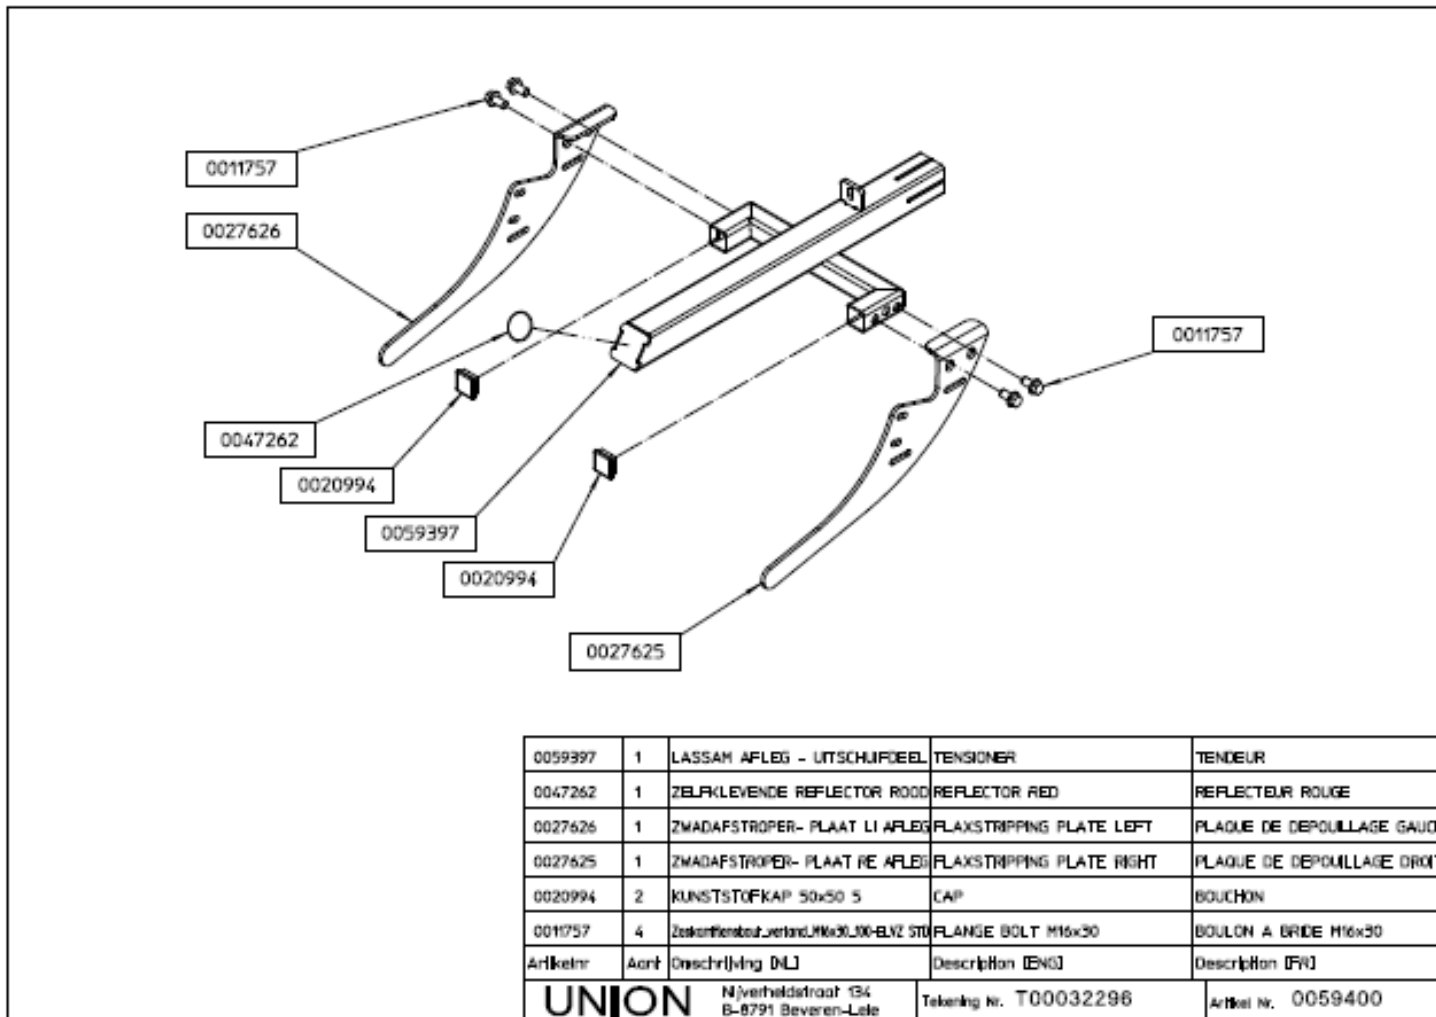 0011757
0027626
0011757
0047262
0020994
0059397
0020994
0027625
0059397 1 LASSAM AFLEG - UITSCHUIFDEEL TENSIONER TENDEUR
0047262 1 ZELFKLEVENDE REFLECTOR ROOD REFLECTOR RED REFLECTEUR ROUGE
0027626 1 ZWADAFSTROPER- PLAAT LI AFLEG FLAXSTRIPPING PLATE LEFT PLAQUE DE DEPOUILLAGE GAUC
0027625 1 ZWADAFSTROPER- PLAAT RE AFLEG FLAXSTRIPPING PLATE RIGHT PLAQUE DE DEPOUILLAGE DROIT
0020994 2 KUNSTSTOFKAP 50x50 5 CAP BOUCHON
0011757 4 FLANGE BOLT M16x30 BOULON A BRIDE M16x30
Artikelnr Aant Omschrijving [NL] Description [ENG] Description [FR]
UNION Nijverheidstraat 134 Tekening Nr. T00032296 Artikel Nr. 0059400
B-8791 Beveren-Leie